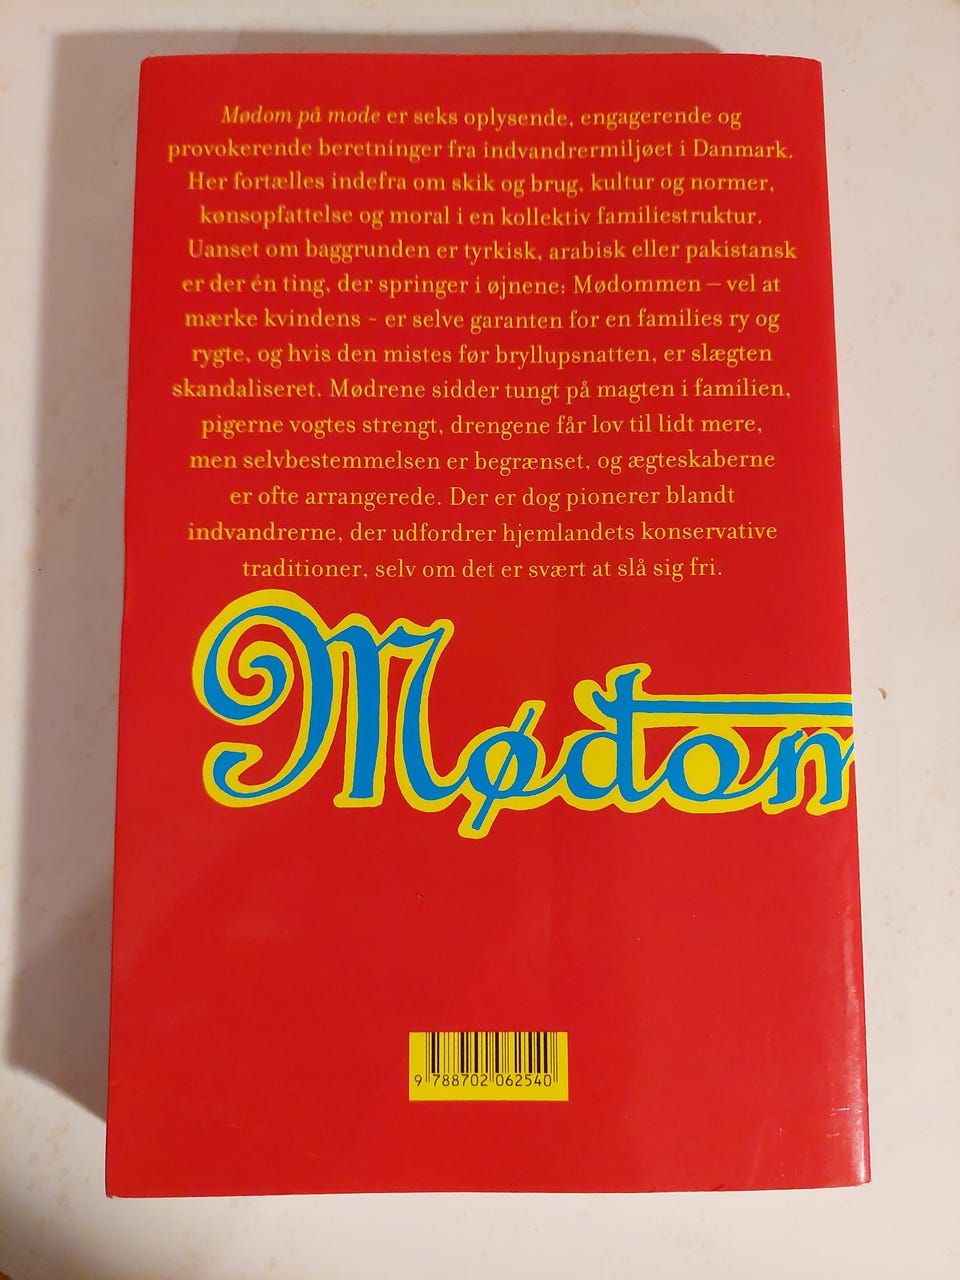 Mødom på mode er seks oplysende, engagerende og
provokerende beretninger fra indvandrermiljøet i Danmark.
Her fortælles indefra om skik og brug, kultur og normer,
kønsopfattelse og moral i en kollektiv familiestruktur.
Uanset om baggrunden er tyrkisk, arabisk eller pakistansk
er der én ting, der springer i øjnene: Mødommen – vel at
mærke kvindens - er selve garanten for en families ry og
rygte, og hvis den mistes før bryllupsnatten, er slægten
skandaliseret. Mødrene sidder tungt på magten i familien,
pigerne vogtes strengt, drengene får lov til lidt mere,
men selvbestemmelsen er begrænset, og ægteskaberne
er ofte arrangerede. Der er dog pionerer blandt
indvandrerne, der udfordrer hjemlandets konservative
traditioner, selv om det er svært at slå sig fri.
Mødom
9 788702 062540